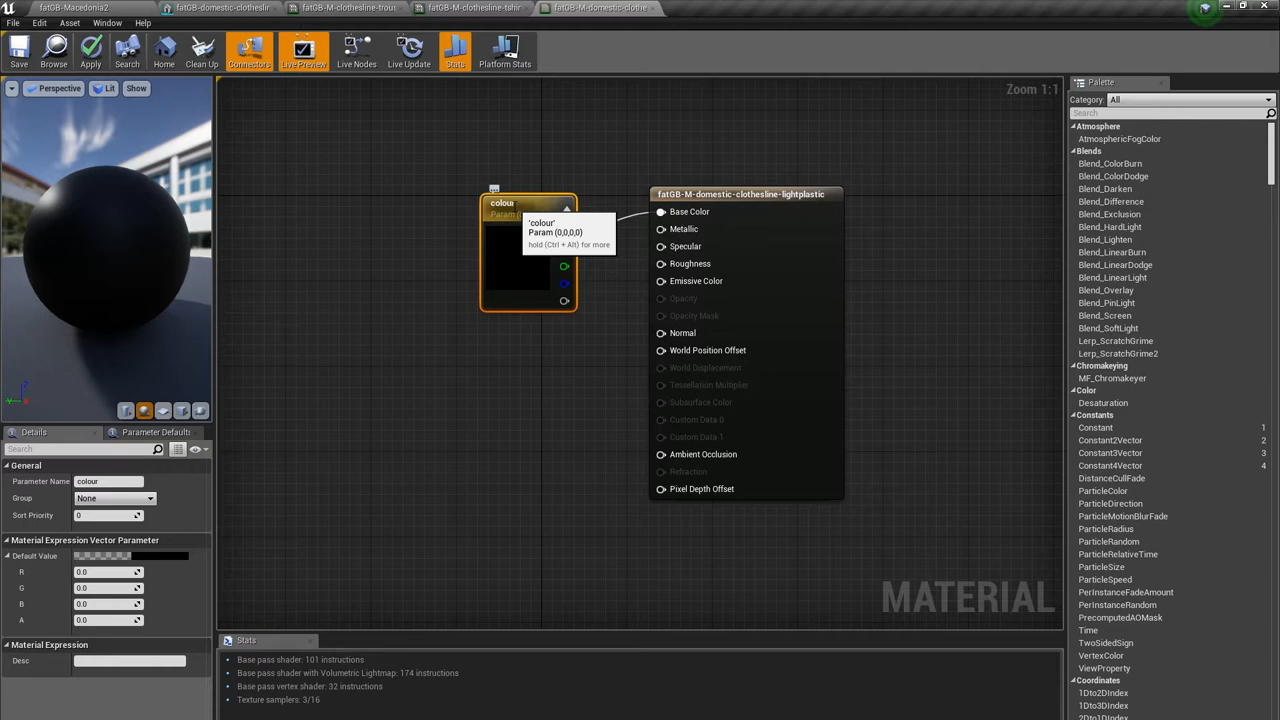 fatGB-Macedonia2
fatGB-domestic-clotheslin
fatGB-M-clothesline-trous
fatGB-M-clothesline-tshir
fatGB-M-domestic-clothe
File Edit Asset Window Help
Save Browse Apply Search Home Clean Up Connectors Live Preview Live Nodes Live Update Stats Platform Stats
Perspective Lit Show
Zoom 1:1
colour
Param (0
'colour'
Param (0,0,0,0)
hold (Ctrl + Alt) for more
fatGB-M-domestic-clothesline-lightplastic
Base Color
Metallic
Specular
Roughness
Emissive Color
Opacity
Opacity Mask
Normal
World Position Offset
World Displacement
Tessellation Multiplier
Subsurface Color
Custom Data 0
Custom Data 1
Ambient Occlusion
Refraction
Pixel Depth Offset
MATERIAL
Details Parameter Default
Search
General
Parameter Name colour
Group None
Sort Priority 0
Material Expression Vector Parameter
Default Value
R 0.0
G 0.0
B 0.0
A 0.0
Material Expression
Desc
Stats
Base pass shader: 101 instructions
Base pass shader with Volumetric Lightmap: 174 instructions
Base pass vertex shader: 32 instructions
Texture samplers: 3/16
Palette
Category: All
Search
Atmosphere
AtmosphericFogColor
Blends
Blend_ColorBurn
Blend_ColorDodge
Blend_Darken
Blend_Difference
Blend_Exclusion
Blend_HardLight
Blend_Lighten
Blend_LinearBurn
Blend_LinearDodge
Blend_LinearLight
Blend_Overlay
Blend_PinLight
Blend_Screen
Blend_SoftLight
Lerp_ScratchGrime
Lerp_ScratchGrime2
Chromakeying
MF_Chromakeyer
Color
Desaturation
Constants
Constant 1
Constant2Vector 2
Constant3Vector 3
Constant4Vector 4
DistanceCullFade
ParticleColor
ParticleDirection
ParticleMotionBlurFade
ParticleRadius
ParticleRandom
ParticleRelativeTime
ParticleSize
ParticleSpeed
PerInstanceFadeAmount
PerInstanceRandom
PrecomputedAOMask
Time
TwoSidedSign
VertexColor
ViewProperty
Coordinates
1Dto2DIndex
1Dto3DIndex
2Dto1DIndex